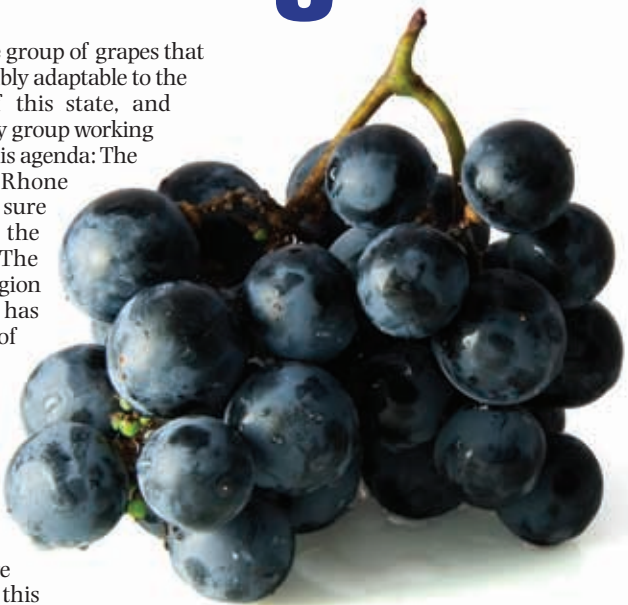 group of grapes that
bly adaptable to the
this state, and
group working
is agenda: The
Rhone
sure
the
The
gion
has
of
e
this